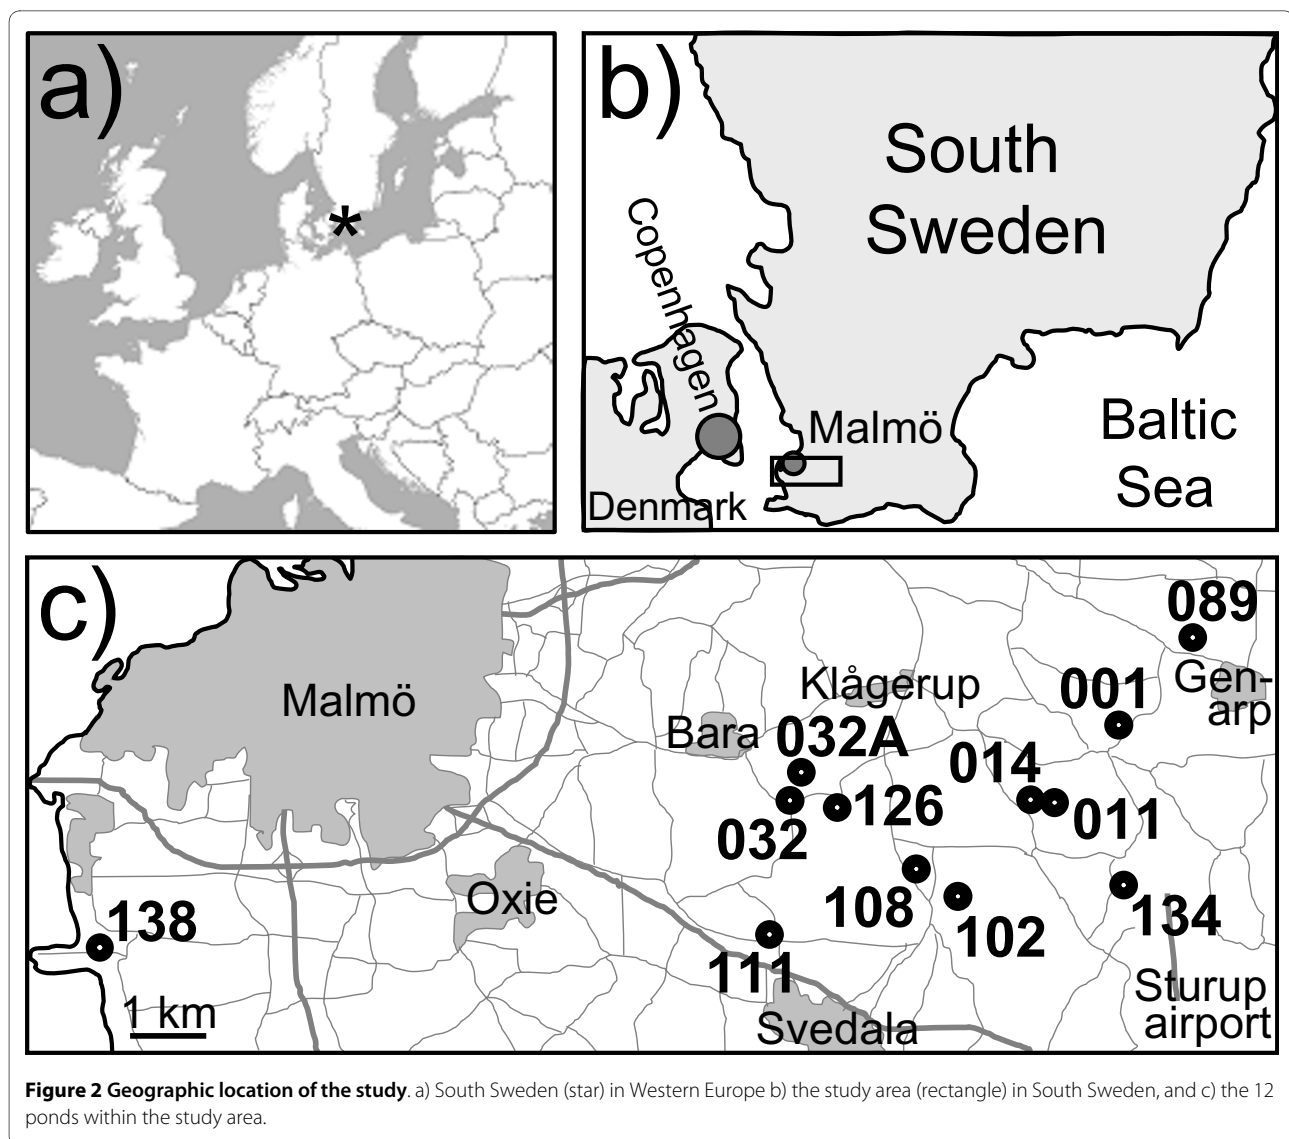 a)
b)
South
Sweden
Copenhagen
Malmö
Baltic
Sea
Denmark
c)
089
Gen-
arp
Klågerup
001
Malmö
Bara
032A
014
126
011
032
108
134
Oxie
138
102
111
Sturup
airport
1 km
Svedala
Figure 2 Geographic location of the study. a) South Sweden (star) in Western Europe b) the study area (rectangle) in South Sweden, and c) the 12
ponds within the study area.